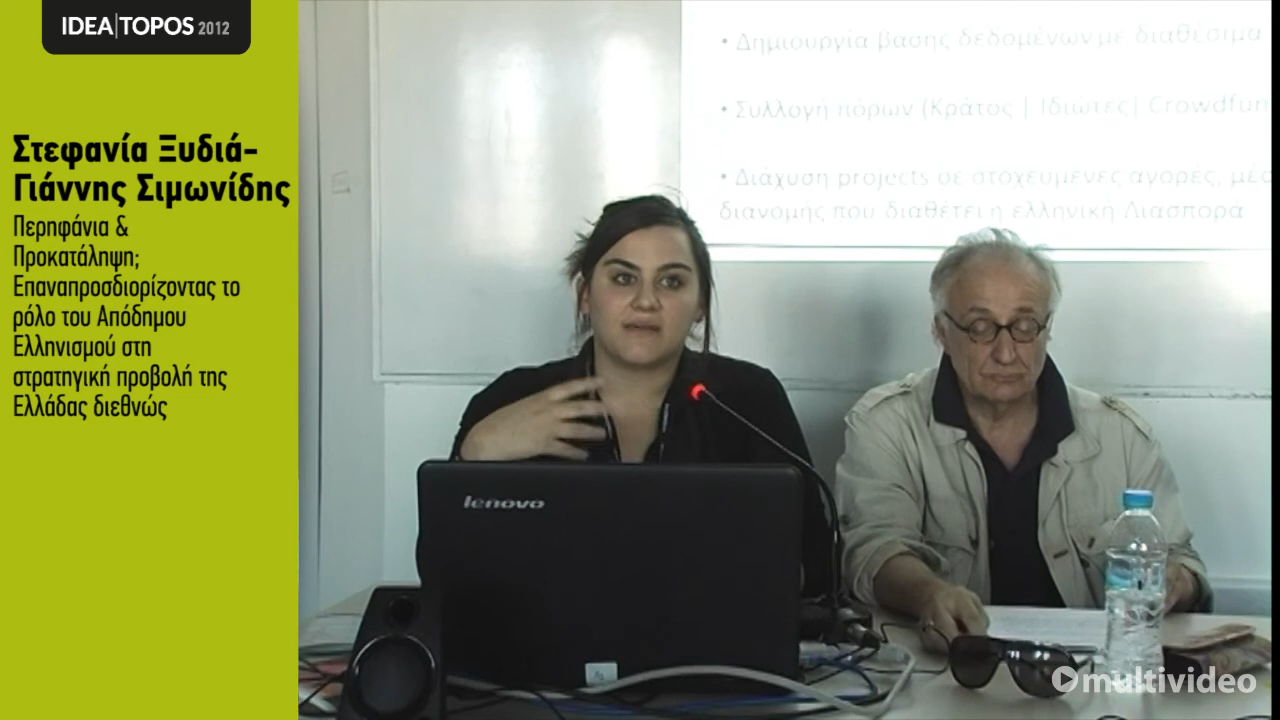 IDEA|TOPOS 2012
Στεφανία Ξυδιά-
Γιάννης Σιμωνίδης
Περηφάνια &
Προκατάληψη;
Επαναπροσδιορίζοντας το
ρόλο του Απόδημου
Ελληνισμού στη
στρατηγική προβολή της
Ελλάδας διεθνώς
• Δημιουργία βασης δεδομένων με διαθεσιμα
• Συλλογή πόρων (Κράτος | Ιδιώτες| Crowdfun
• Διάχυση projects σε στοχευμενες αγορές, μέσ
διανομής που διαθέτει η ελληνική Διασπορα
lenovo
multivideo